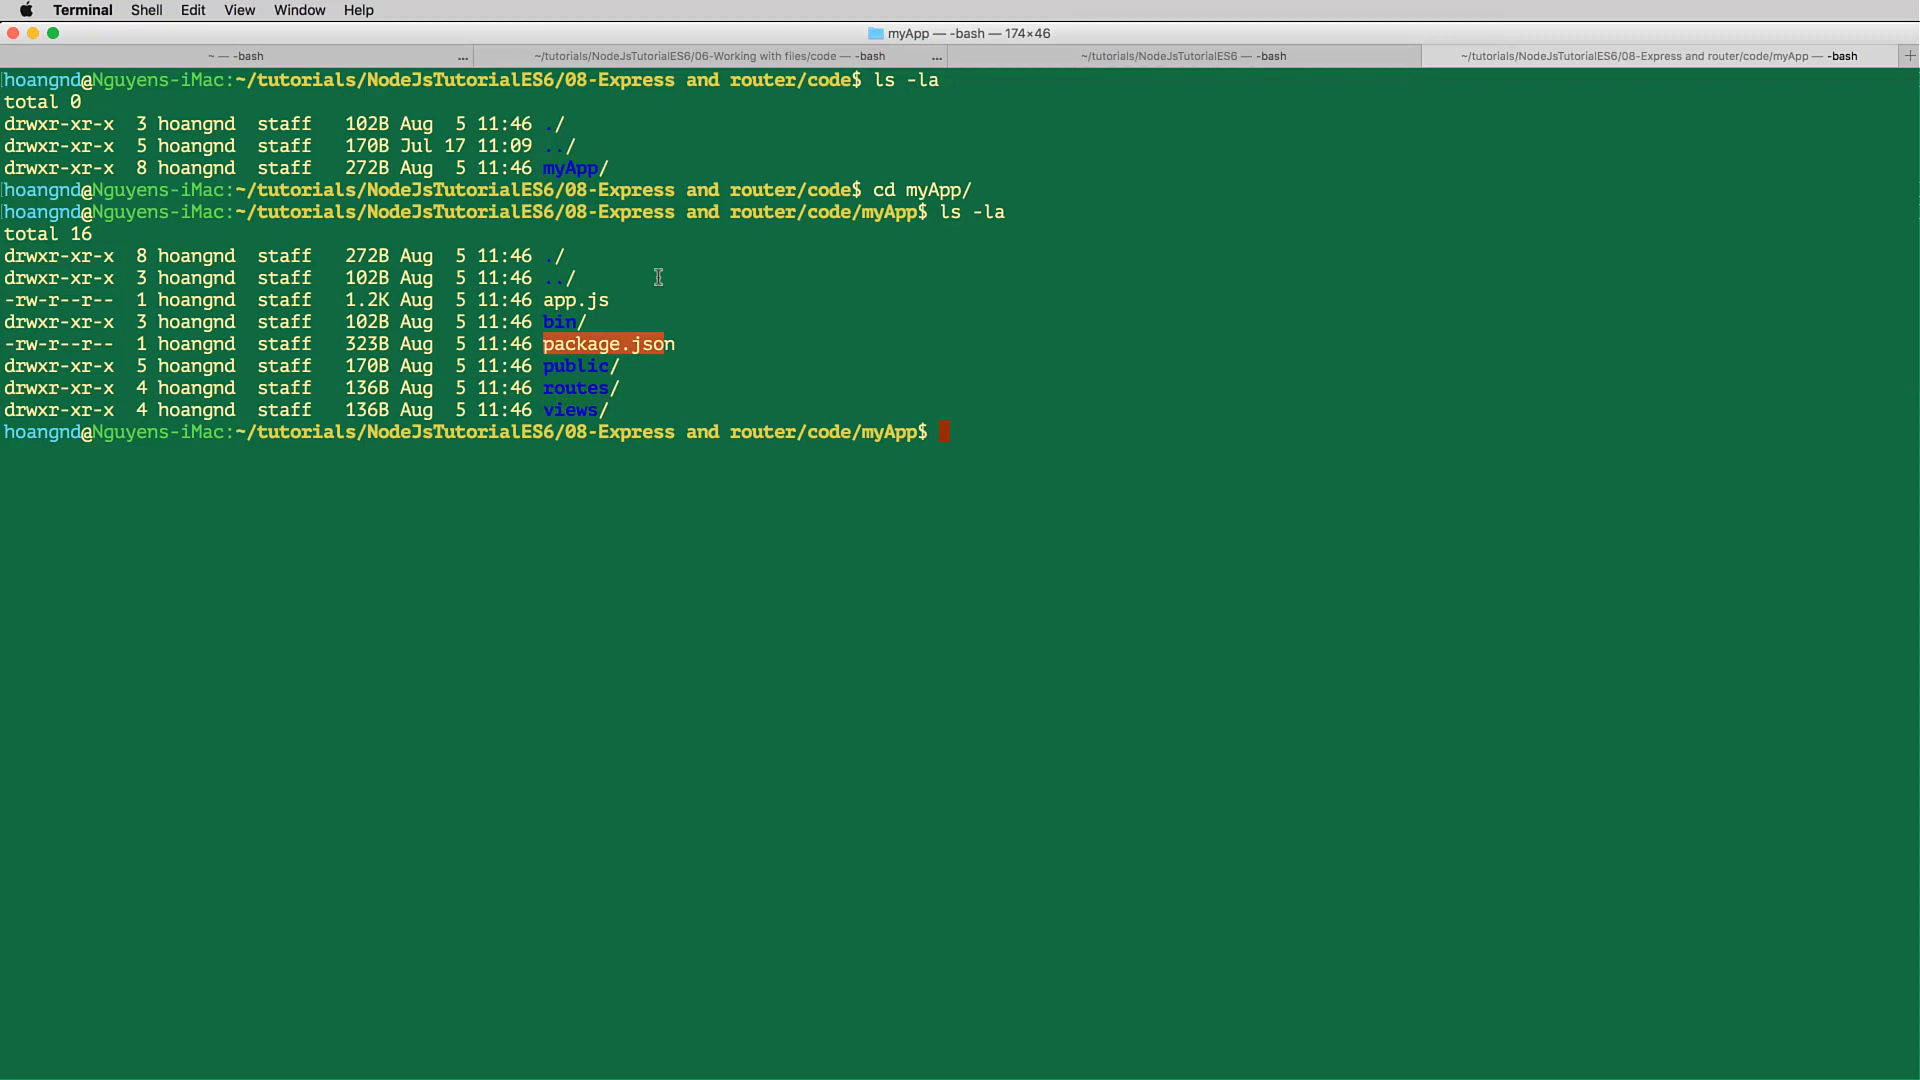 Terminal Shell Edit View Window Help
myApp — -bash — 174×46
~ — -bash ... ~/tutorials/NodeJsTutorialES6/06-Working with files/code — -bash ... ~/tutorials/NodeJsTutorialES6 — -bash ~/tutorials/NodeJsTutorialES6/08-Express and router/code/myApp — -bash +
hoangnd@Nguyens-iMac:~/tutorials/NodeJsTutorialES6/08-Express and router/code$ ls -la
total 0
drwxr-xr-x 3 hoangnd staff 102B Aug 5 11:46 ./
drwxr-xr-x 5 hoangnd staff 170B Jul 17 11:09 ../
drwxr-xr-x 8 hoangnd staff 272B Aug 5 11:46 myApp/
hoangnd@Nguyens-iMac:~/tutorials/NodeJsTutorialES6/08-Express and router/code$ cd myApp/
hoangnd@Nguyens-iMac:~/tutorials/NodeJsTutorialES6/08-Express and router/code/myApp$ ls -la
total 16
drwxr-xr-x 8 hoangnd staff 272B Aug 5 11:46 ./
drwxr-xr-x 3 hoangnd staff 102B Aug 5 11:46 ../
-rw-r--r-- 1 hoangnd staff 1.2K Aug 5 11:46 app.js
drwxr-xr-x 3 hoangnd staff 102B Aug 5 11:46 bin/
-rw-r--r-- 1 hoangnd staff 323B Aug 5 11:46 package.json
drwxr-xr-x 5 hoangnd staff 170B Aug 5 11:46 public/
drwxr-xr-x 4 hoangnd staff 136B Aug 5 11:46 routes/
drwxr-xr-x 4 hoangnd staff 136B Aug 5 11:46 views/
hoangnd@Nguyens-iMac:~/tutorials/NodeJsTutorialES6/08-Express and router/code/myApp$